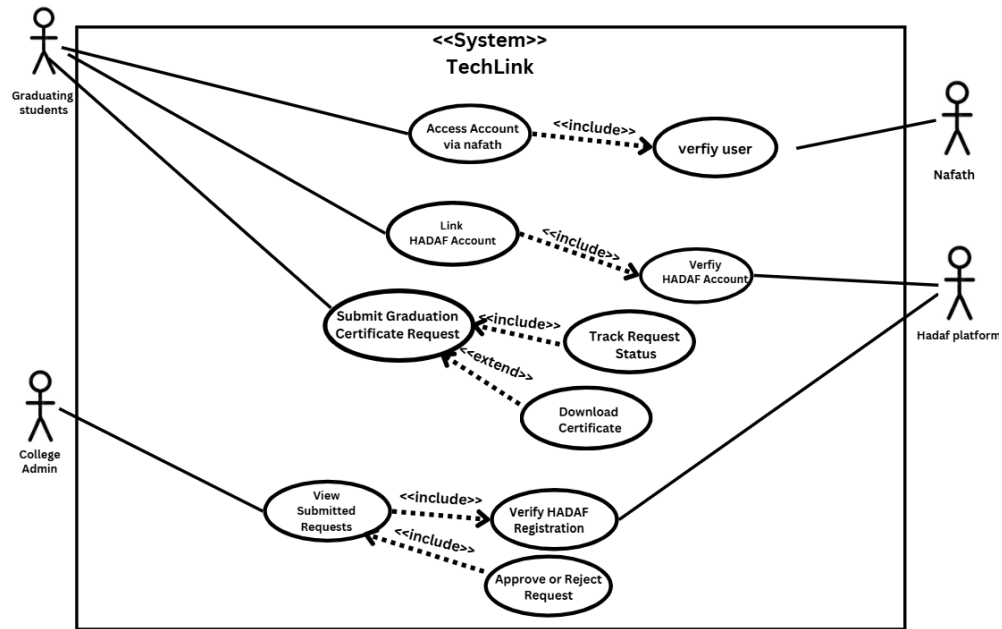 <<System>>
TechLink
Graduating
students
Access Account
via nafath
<<include>>
verfiy user
Nafath
Link
HADAF Account
<<include>>
Verfiy
HADAF Account
Hadaf platform
Submit Graduation
Certificate Request
<<include>>
Track Request
Status
<<extend>>
Download
Certificate
College
Admin
View
Submitted
Requests
<<include>>
Verify HADAF
Registration
<<include>>
Approve or Reject
Request